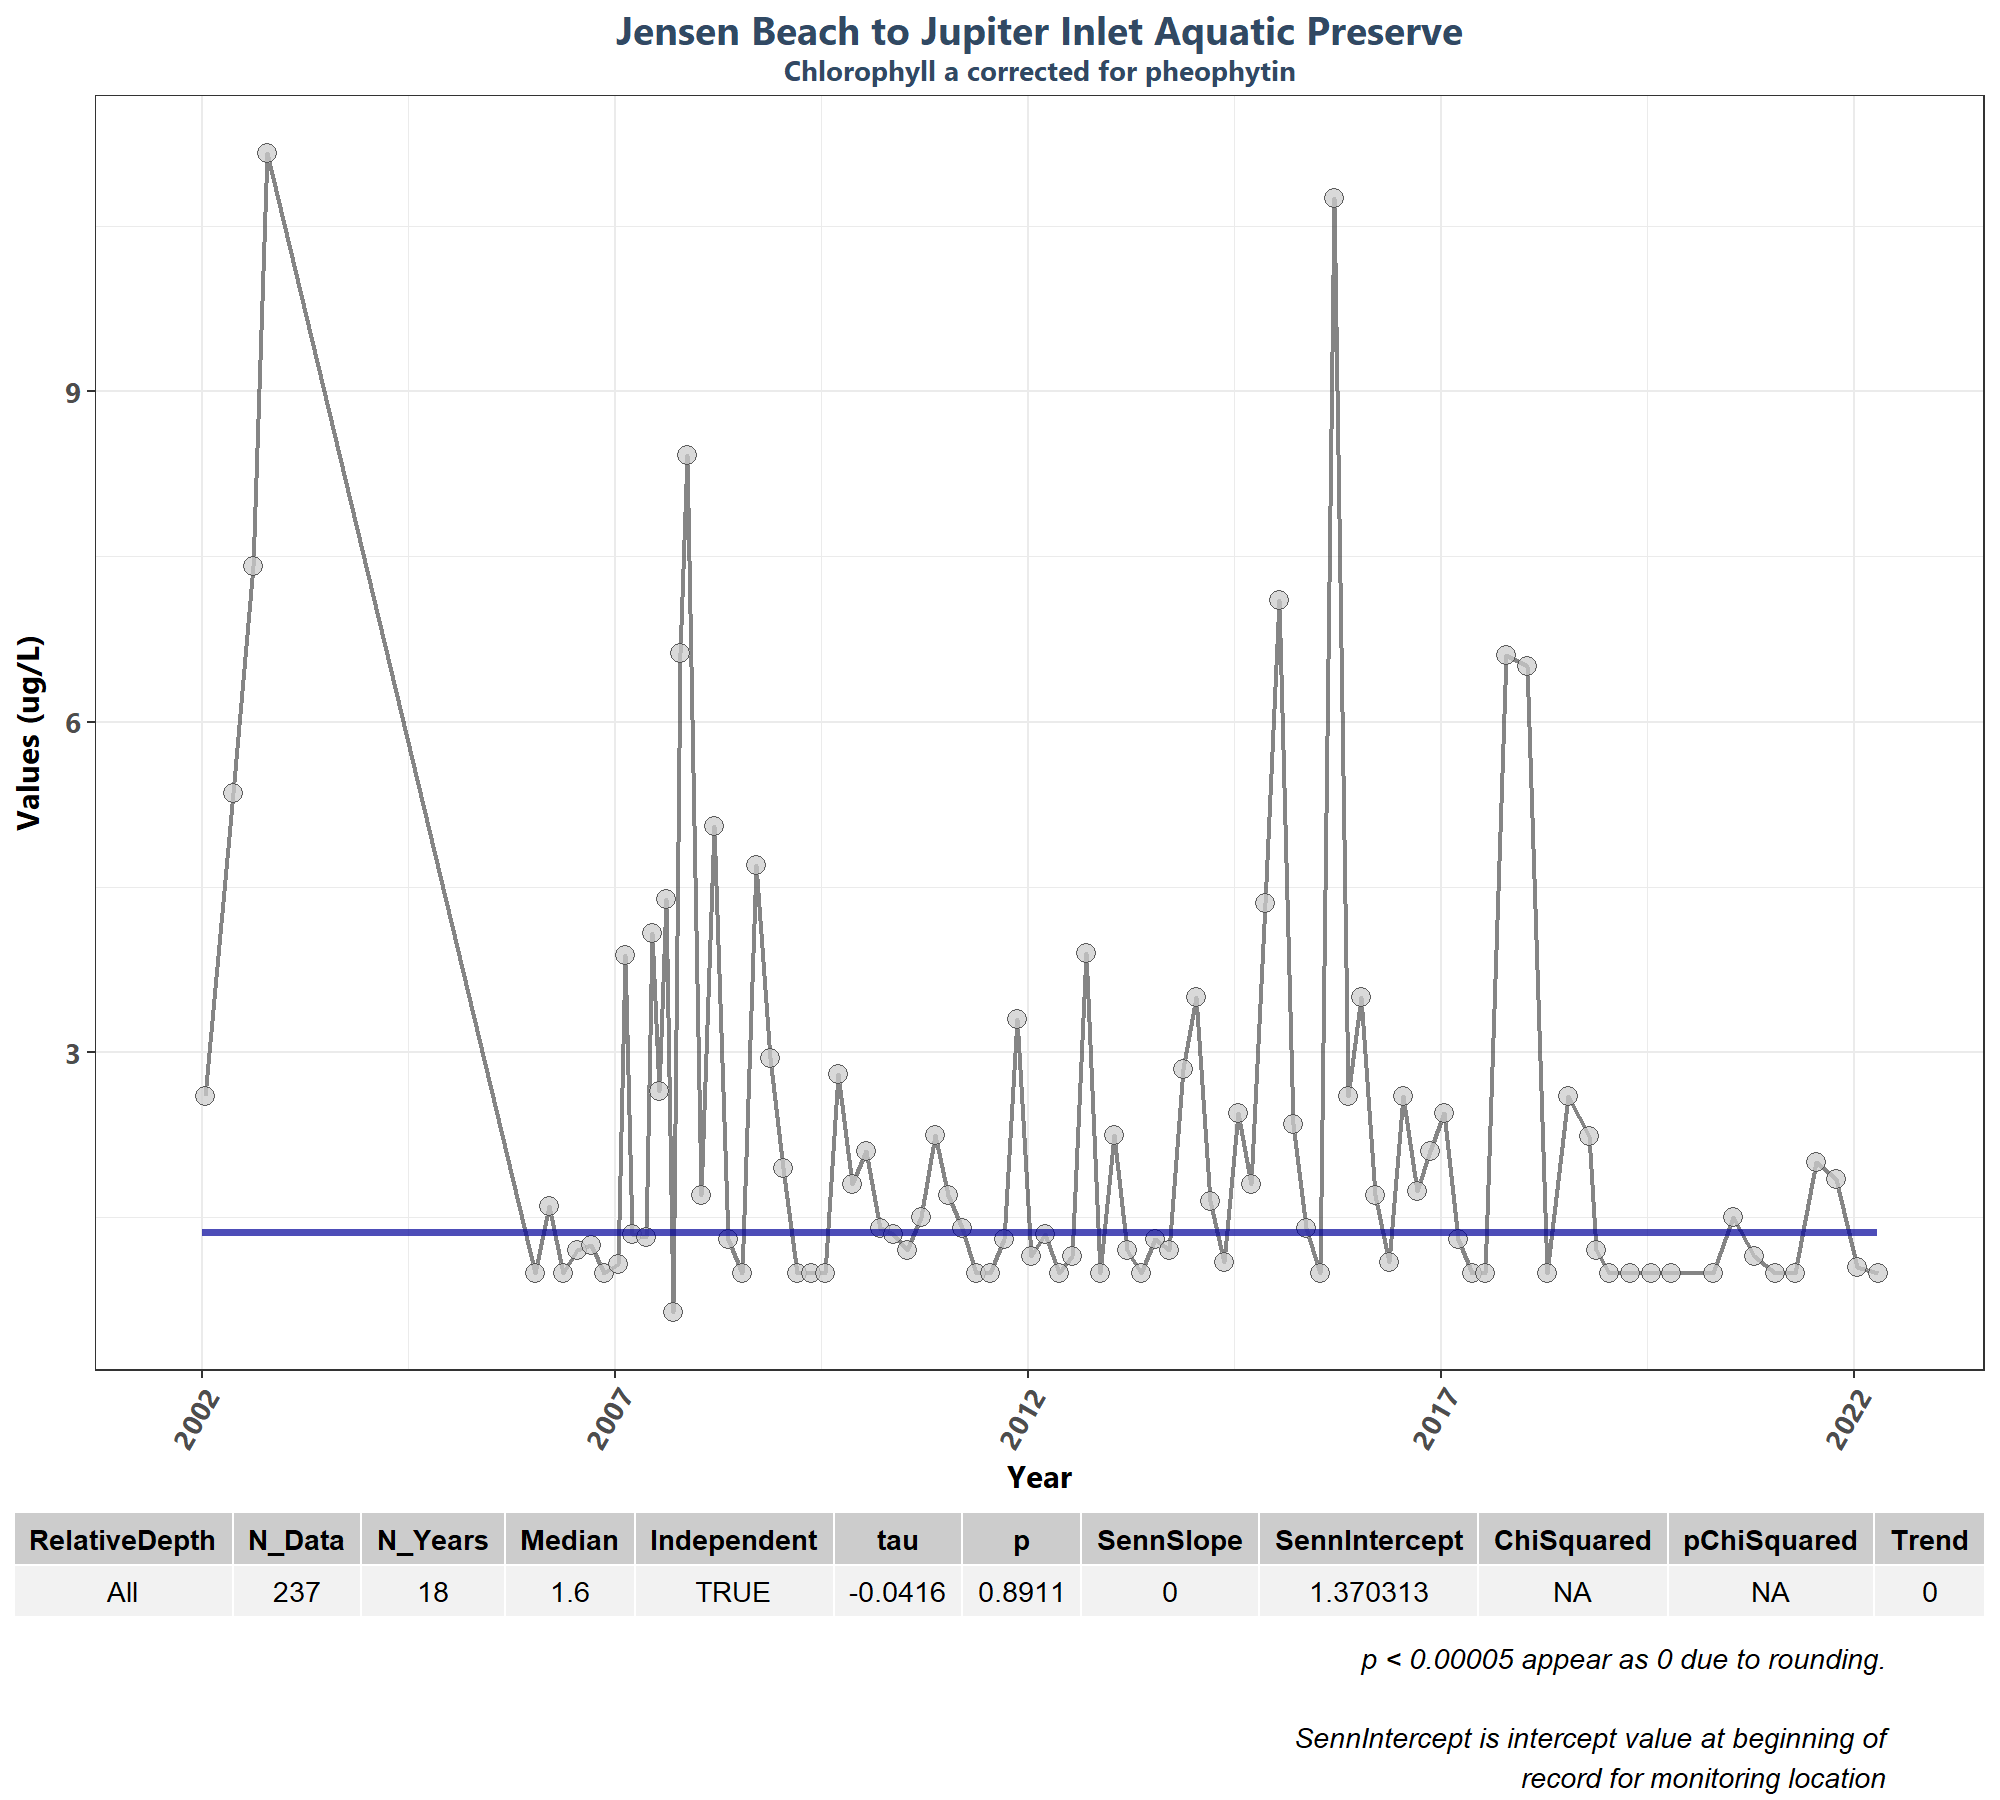 Jensen Beach to Jupiter Inlet Aquatic Preserve
Chlorophyll a corrected for pheophytin
Values (ug/L)
9
6
3
2002 2007 2012 2017 2022
Year
RelativeDepth N_Data N_Years Median Independent tau p SennSlope SennIntercept ChiSquared pChiSquared Trend
All 237 18 1.6 TRUE -0.0416 0.8911 0 1.370313 NA NA 0
p < 0.00005 appear as 0 due to rounding.
SennIntercept is intercept value at beginning of
record for monitoring location